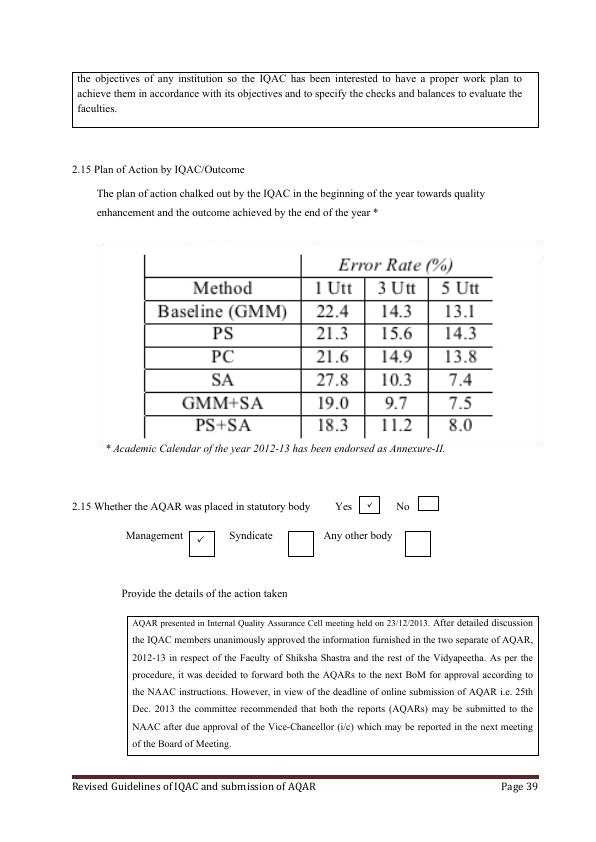 the objectives of any institution so the IQAC has been interested to have a proper work plan to
achieve them in accordance with its objectives and to specify the checks and balances to evaluate the
faculties.
2.15 Plan of Action by IQAC/Outcome
The plan of action chalked out by the IQAC in the beginning of the year towards quality
enhancement and the outcome achieved by the end of the year *
Error Rate (%)
Method 1 Utt 3 Utt 5 Utt
Baseline (GMM) 22.4 14.3 13.1
PS 21.3 15.6 14.3
PC 21.6 14.9 13.8
SA 27.8 10.3 7.4
GMM+SA 19.0 9.7 7.5
PS+SA 18.3 11.2 8.0
* Academic Calendar of the year 2012-13 has been endorsed as Annexure-II.
2.15 Whether the AQAR was placed in statutory body Yes ✓ No
Management ✓ Syndicate Any other body
Provide the details of the action taken
AQAR presented in Internal Quality Assurance Cell meeting held on 23/12/2013. After detailed discussion
the IQAC members unanimously approved the information furnished in the two separate of AQAR,
2012-13 in respect of the Faculty of Shiksha Shastra and the rest of the Vidyapeetha. As per the
procedure, it was decided to forward both the AQARs to the next BoM for approval according to
the NAAC instructions. However, in view of the deadline of online submission of AQAR i.e. 25th
Dec. 2013 the committee recommended that both the reports (AQARs) may be submitted to the
NAAC after due approval of the Vice-Chancellor (i/c) which may be reported in the next meeting
of the Board of Meeting.
Revised Guidelines of IQAC and submission of AQAR Page 39